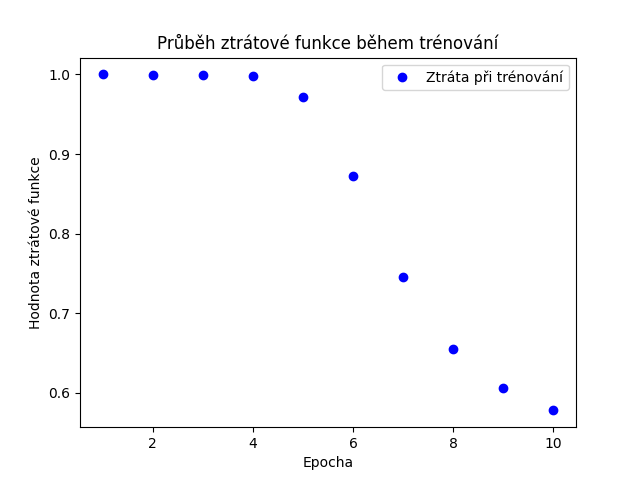 Průběh ztrátové funkce během trénování
Ztráta při trénování
Hodnota ztrátové funkce
1.0
0.9
0.8
0.7
0.6
2 4 6 8 10
Epocha